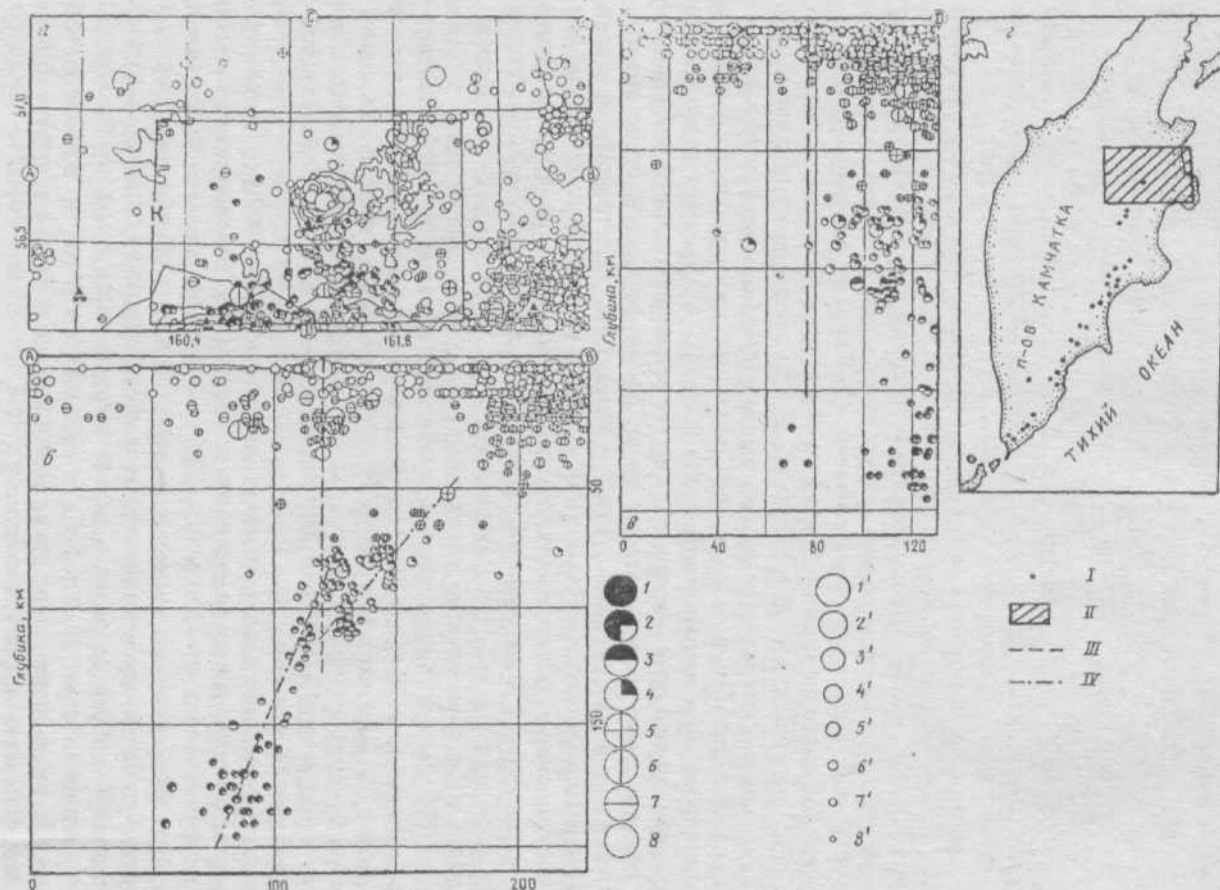 а
57,0
А
В
К
56,5
160,4
161,8
А
В
б
Глубина, км
50
150
0
100
200
Глубина, км
в
0
40
80
120
г
п-ов КАМЧАТКА
ТИХИЙ
ОКЕАН
1
2
3
4
5
6
7
8
1'
2'
3'
4'
5'
6'
7'
8'
I
II
III
IV